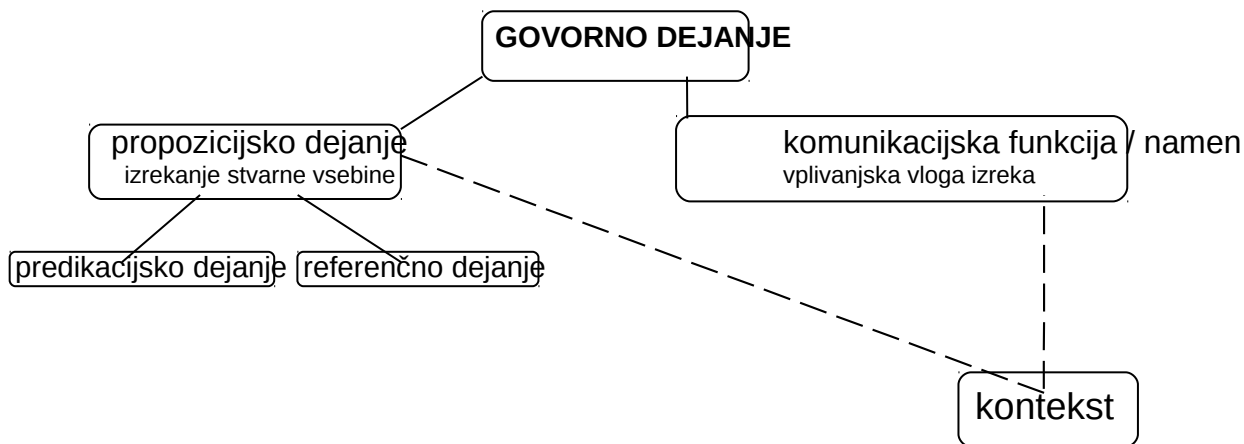 GOVORNO DEJANJE
propozicijsko dejanje
izrekanje stvarne vsebine
komunikacijska funkcija / namen
vplivanjska vloga izreka
predikacijsko dejanje
referenčno dejanje
kontekst